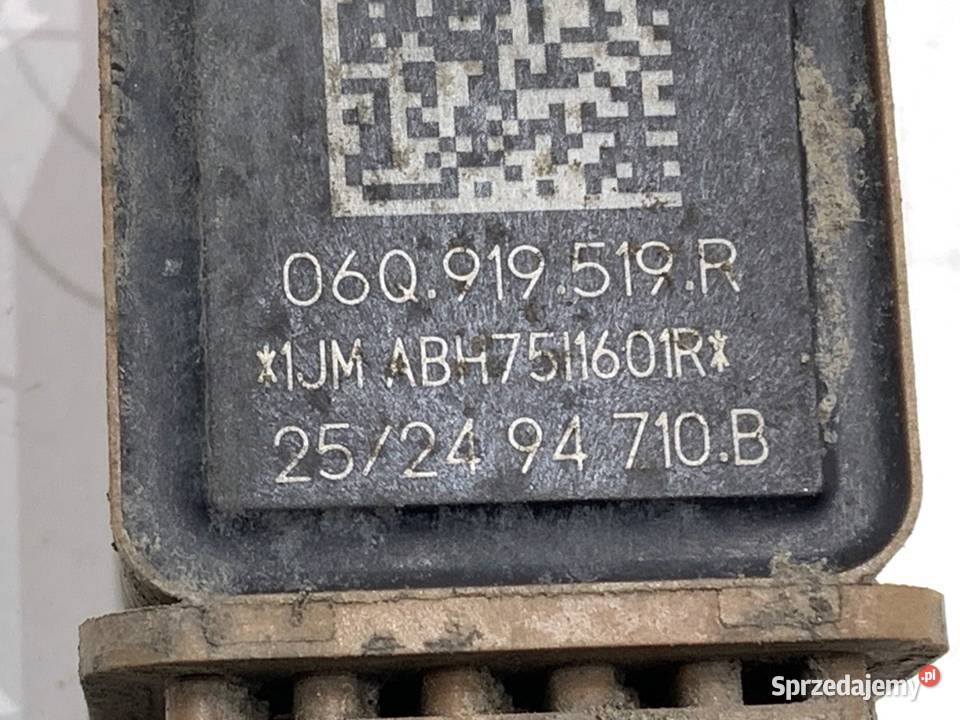 06Q.919.519.R
*1JM ABH75I1601R*
25/24 94 710.B
Sprzedajemy.pl